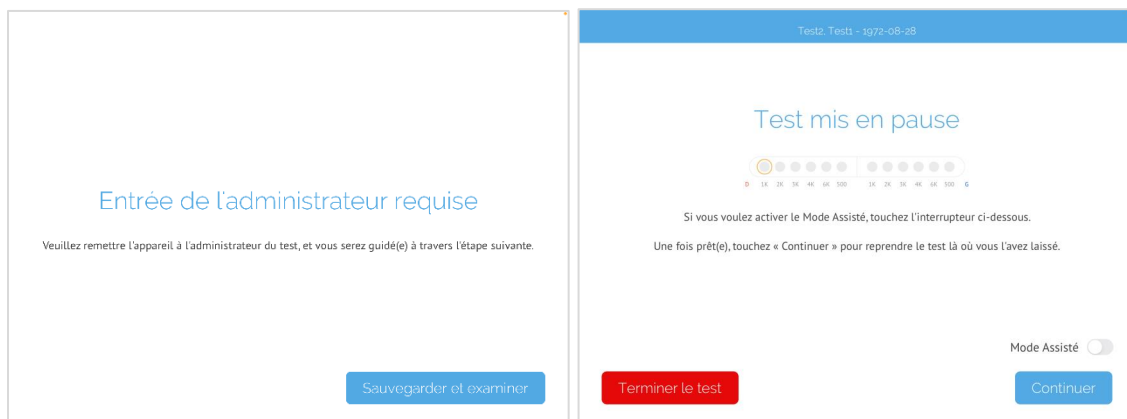 Entrée de l'administrateur requise
Veuillez remettre l'appareil à l'administrateur du test, et vous serez guidé(e) à travers l'étape suivante.
Sauvegarder et examiner
Test2, Test1 - 1972-08-28
Test mis en pause
D 1K 2K 3K 4K 6K 500 1K 2K 3K 4K 6K 500 G
Si vous voulez activer le Mode Assisté, touchez l'interrupteur ci-dessous.
Une fois prêt(e), touchez « Continuer » pour reprendre le test là où vous l'avez laissé.
Mode Assisté
Terminer le test
Continuer